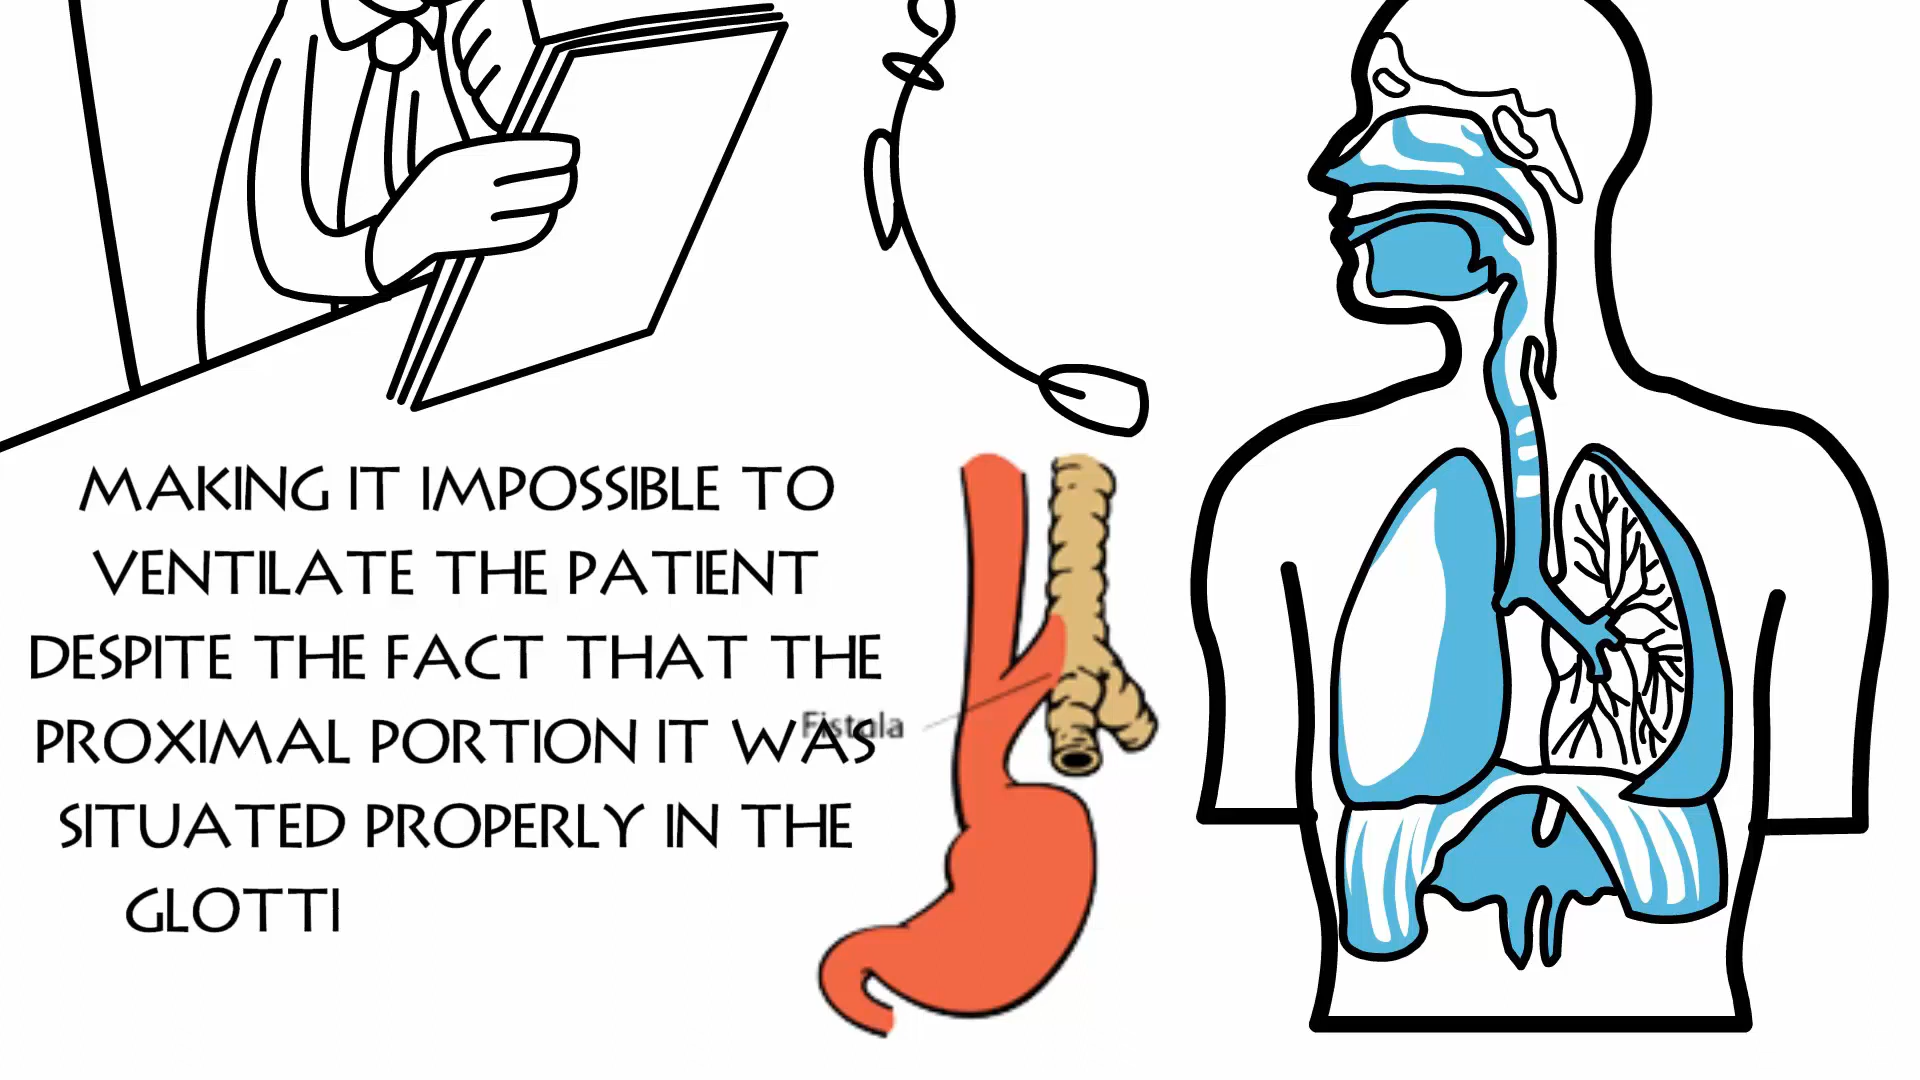 MAKING IT IMPOSSIBLE TO
VENTILATE THE PATIENT
DESPITE THE FACT THAT THE
PROXIMAL PORTION IT WAS
Fistula
SITUATED PROPERLY IN THE
GLOTTI